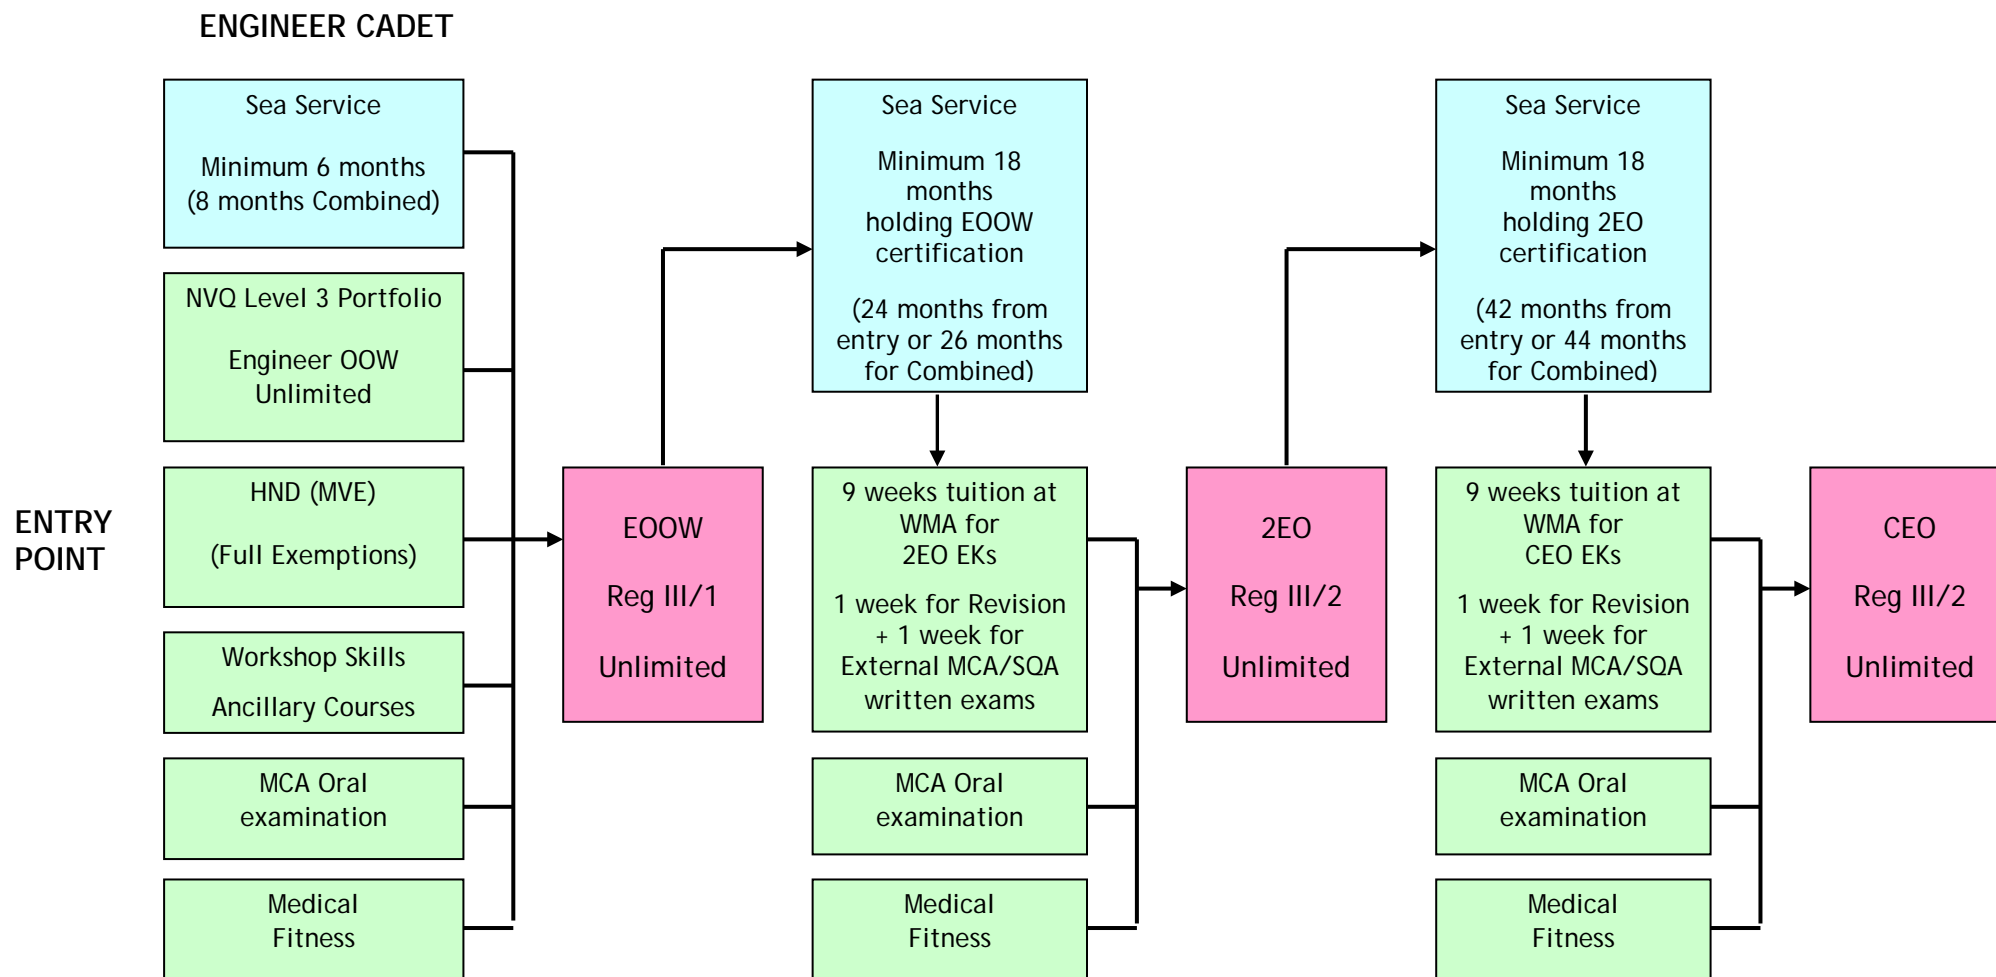 ENGINEER CADET
ENTRY
POINT
Sea Service
Minimum 6 months
(8 months Combined)
NVQ Level 3 Portfolio
Engineer OOW
Unlimited
HND (MVE)
(Full Exemptions)
Workshop Skills
Ancillary Courses
MCA Oral
examination
Medical
Fitness
EOOW
Reg III/1
Unlimited
Sea Service
Minimum 18
months
holding EOOW
certification
(24 months from
entry or 26 months
for Combined)
9 weeks tuition at
WMA for
2EO EKs
1 week for Revision
+ 1 week for
External MCA/SQA
written exams
MCA Oral
examination
Medical
Fitness
2EO
Reg III/2
Unlimited
Sea Service
Minimum 18
months
holding 2EO
certification
(42 months from
entry or 44 months
for Combined)
9 weeks tuition at
WMA for
CEO EKs
1 week for Revision
+ 1 week for
External MCA/SQA
written exams
MCA Oral
examination
Medical
Fitness
CEO
Reg III/2
Unlimited